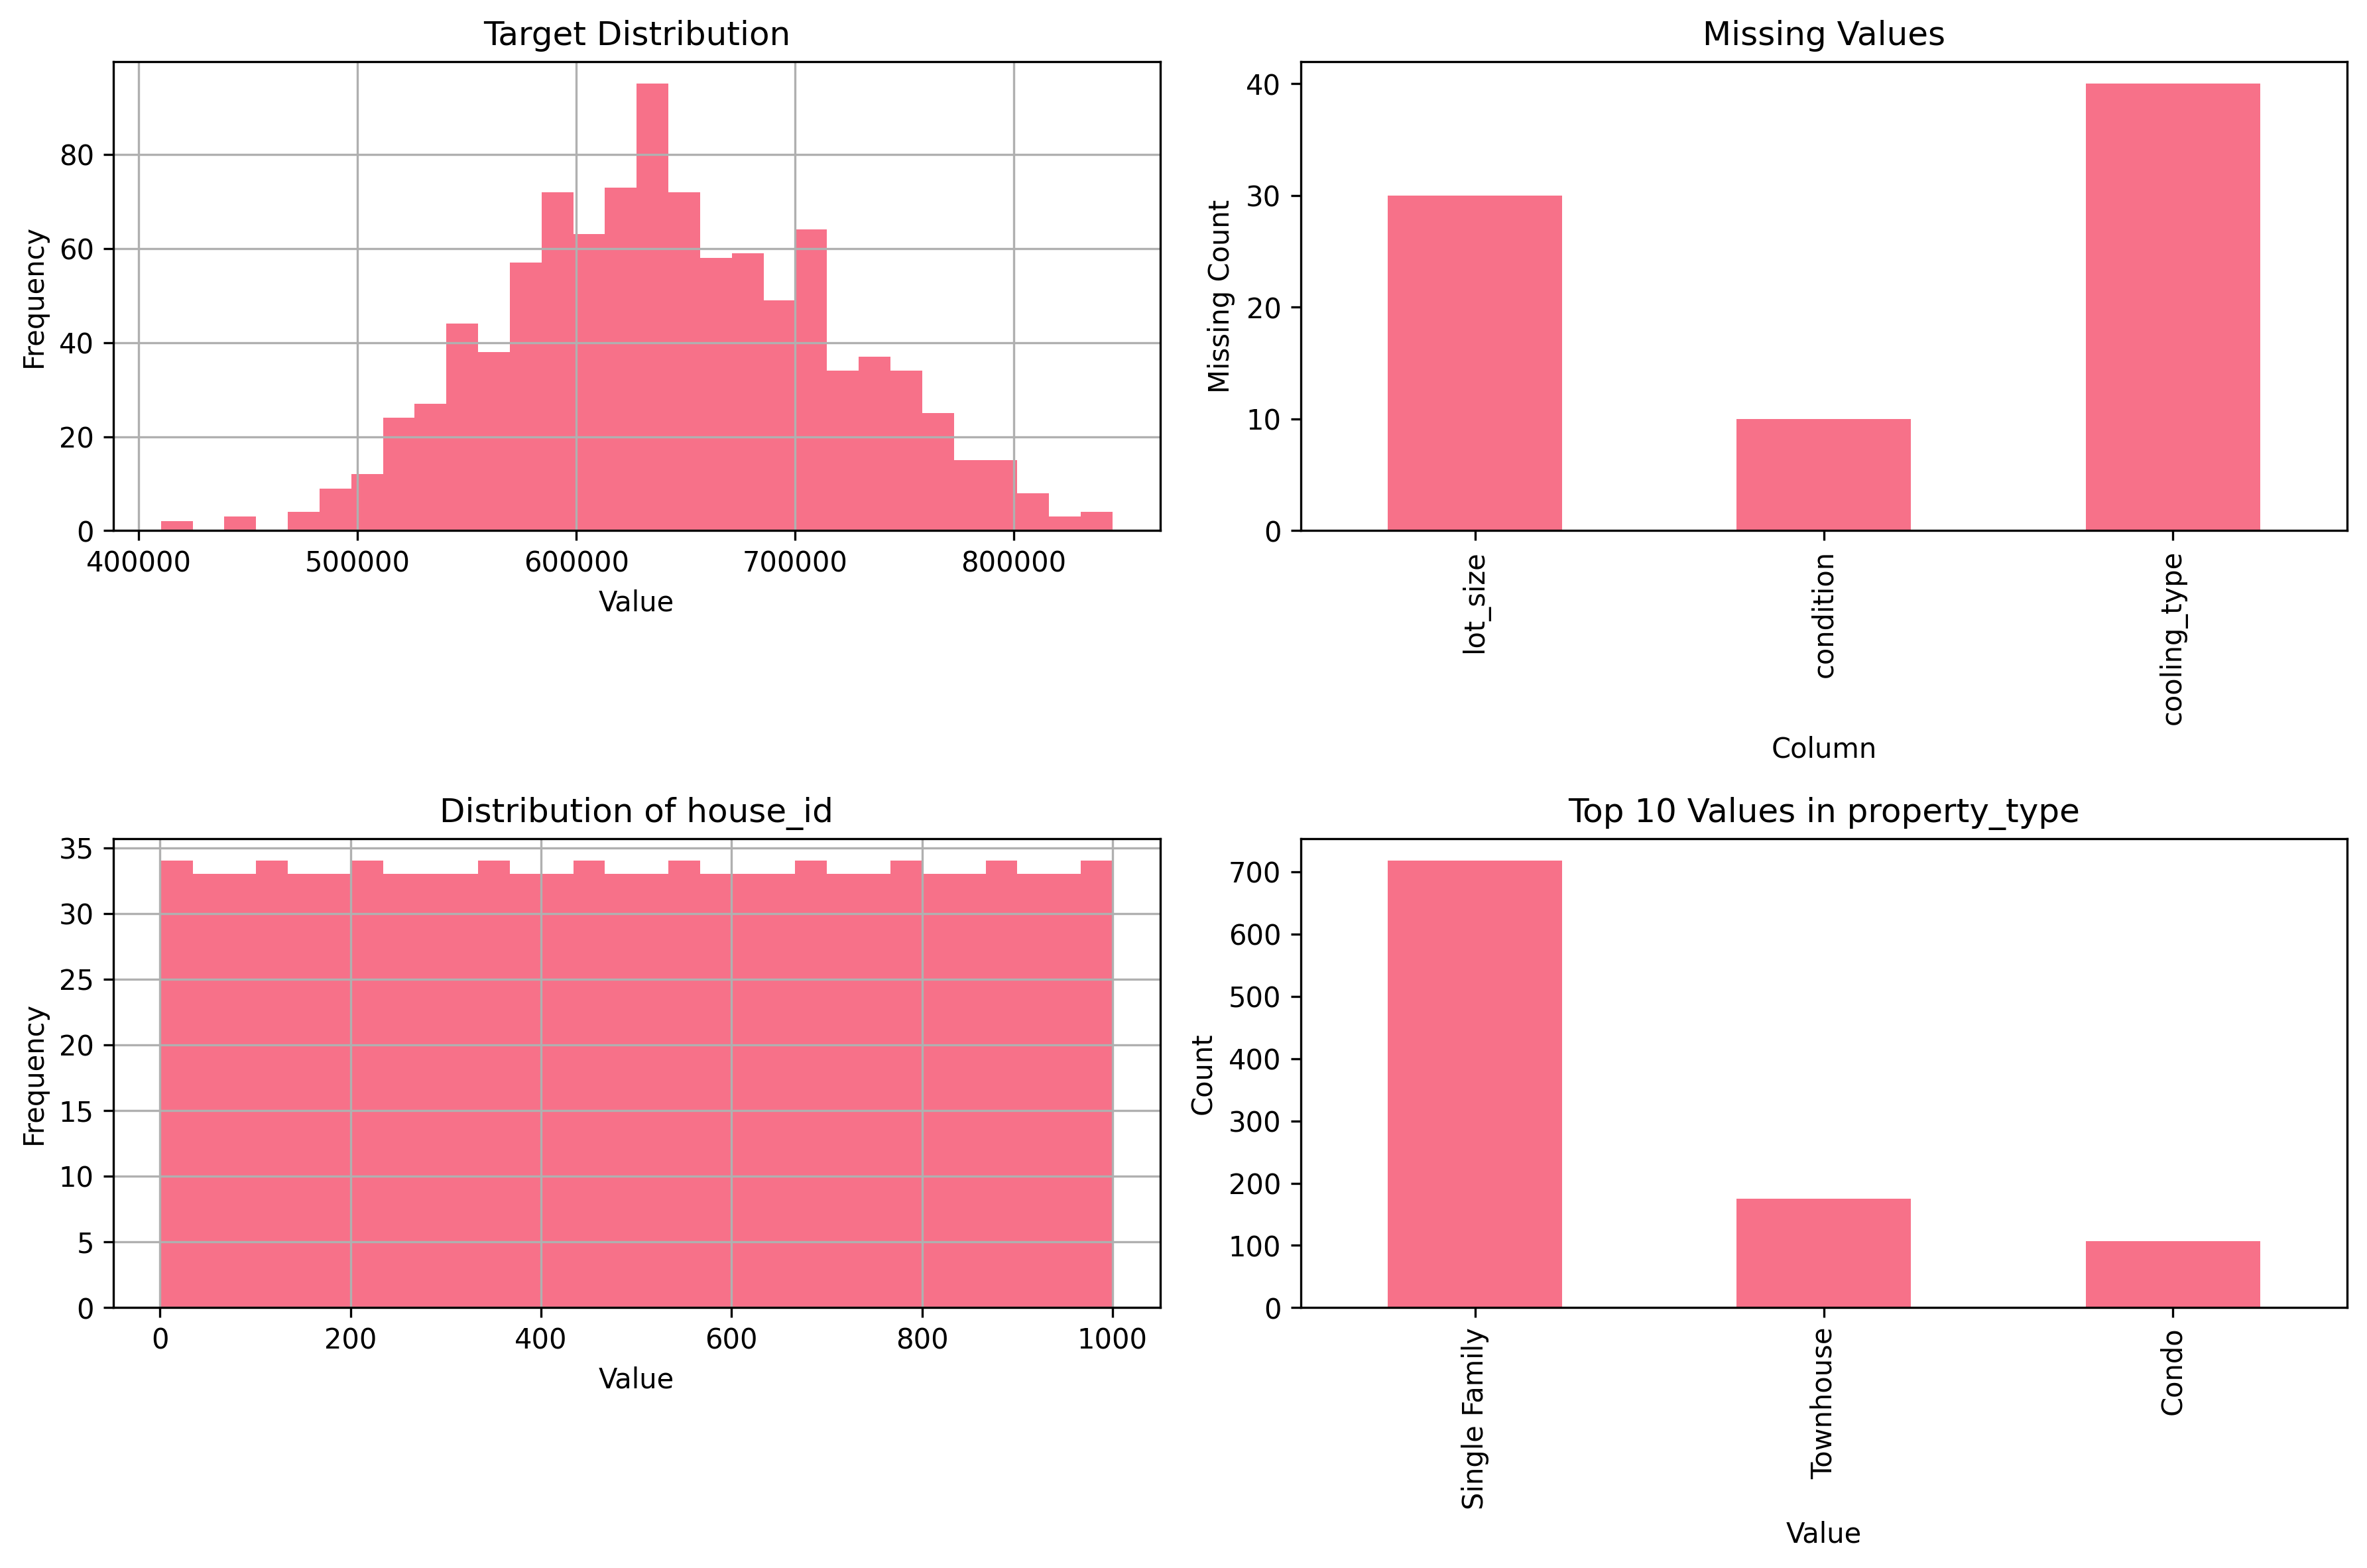 Target Distribution
Frequency
80
60
40
20
0
400000 500000 600000 700000 800000
Value
Missing Values
Missing Count
40
30
20
10
0
lot_size condition cooling_type
Column
Distribution of house_id
Frequency
35
30
25
20
15
10
5
0
0 200 400 600 800 1000
Value
Top 10 Values in property_type
Count
700
600
500
400
300
200
100
0
Single Family Townhouse Condo
Value